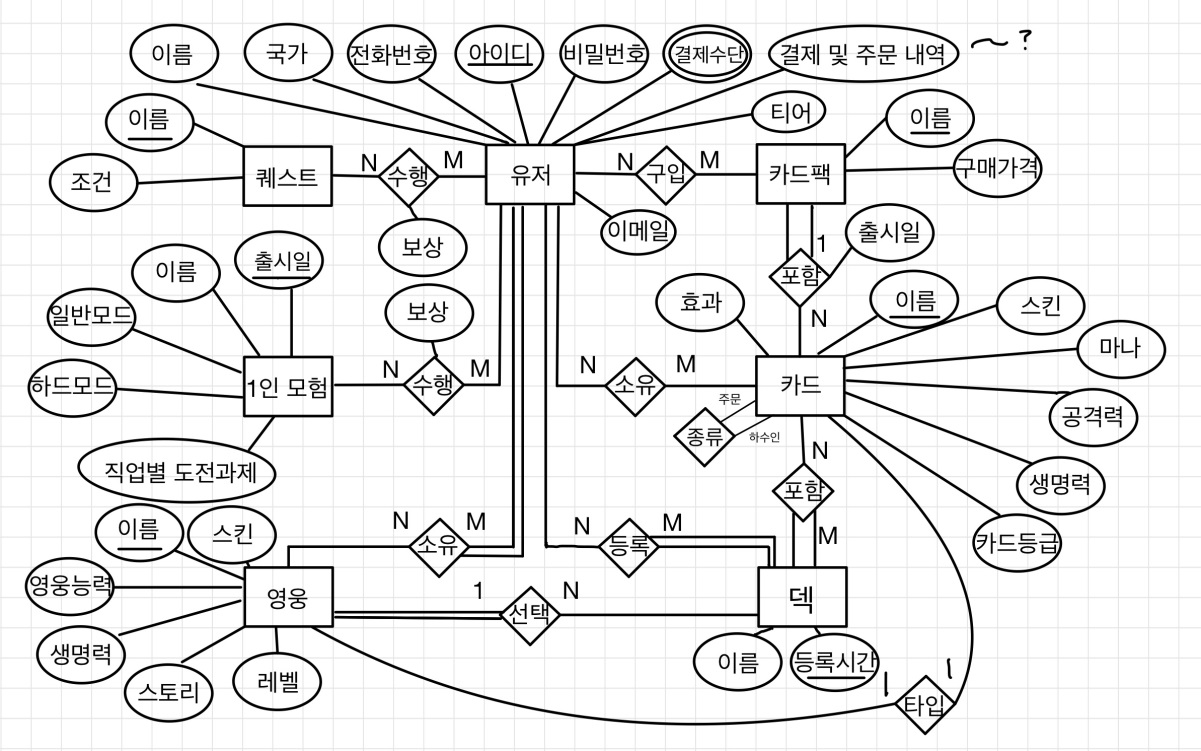 이름
국가
전화번호
아이디
비밀번호
결제수단
결제 및 주문 내역
?
이름
티어
이름
조건
퀘스트
N
수행
M
유저
N
구입
M
카드팩
구매가격
보상
이메일
1
출시일
포함
이름
출시일
N
일반모드
보상
효과
이름
스킨
마나
하드모드
1인 모험
N
수행
M
N
소유
M
카드
공격력
주문
종류
하수인
직업별 도전과제
N
생명력
포함
이름
스킨
N
소유
M
N
등록
M
M
카드등급
영웅능력
영웅
1
선택
N
덱
생명력
스토리
레벨
이름
등록시간
1
1
타입